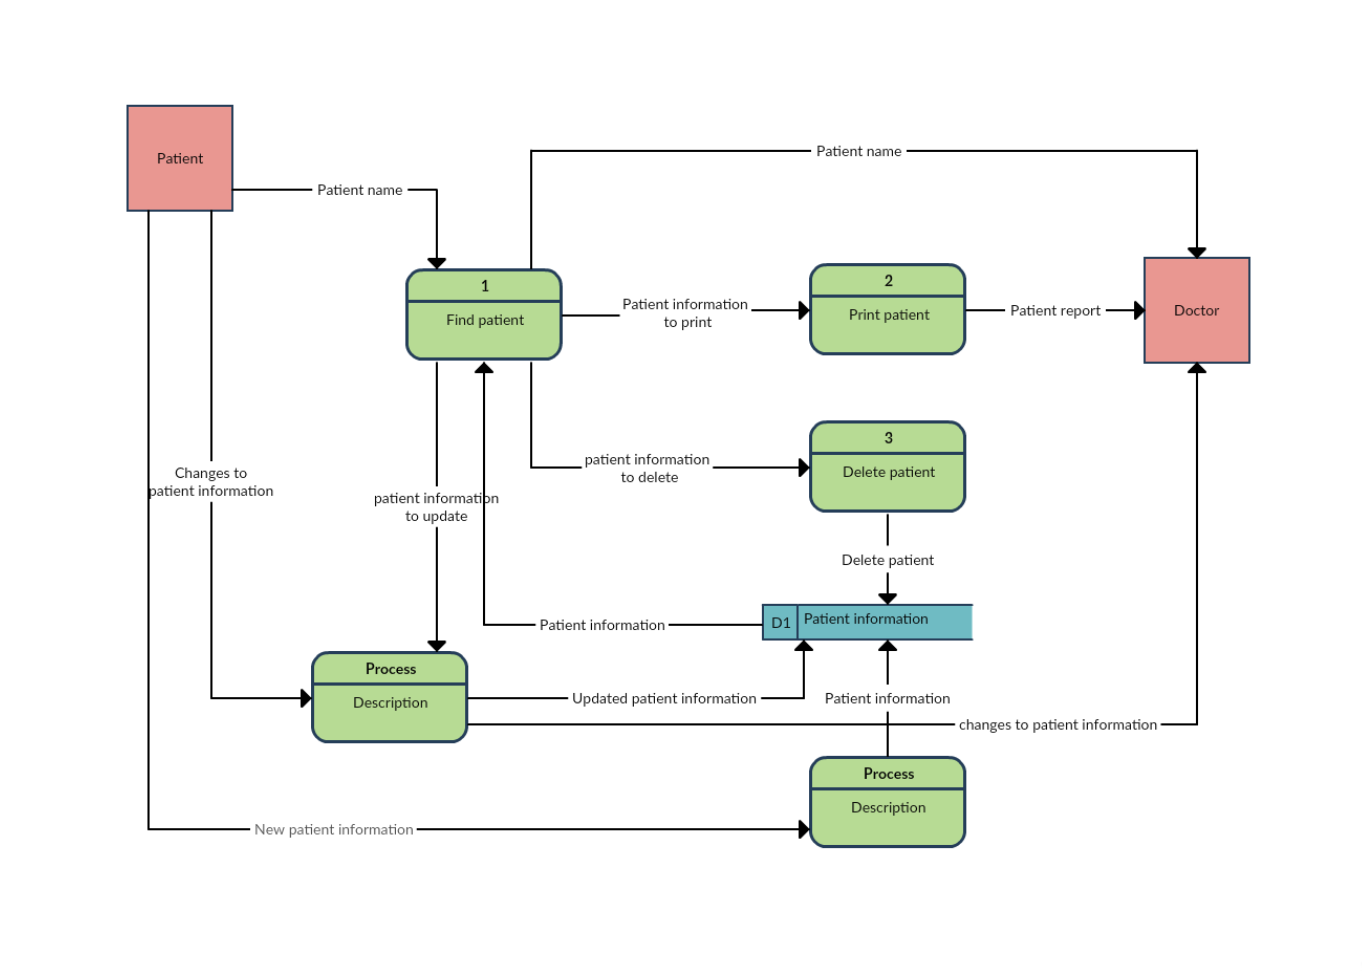 Patient
Patient name
Patient name
1
Find patient
Patient information
to print
2
Print patient
Patient report
Doctor
3
Delete patient
patient information
to delete
Changes to
patient information
patient information
to update
Delete patient
D1
Patient information
Patient information
Process
Description
Updated patient information
Patient information
changes to patient information
Process
Description
New patient information